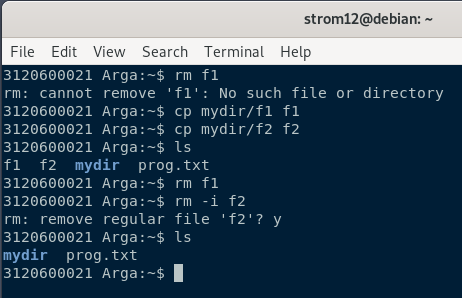 strom12@debian: ~
File Edit View Search Terminal Help
3120600021 Arga:~$ rm f1
rm: cannot remove 'f1': No such file or directory
3120600021 Arga:~$ cp mydir/f1 f1
3120600021 Arga:~$ cp mydir/f2 f2
3120600021 Arga:~$ ls
f1  f2  mydir  prog.txt
3120600021 Arga:~$ rm f1
3120600021 Arga:~$ rm -i f2
rm: remove regular file 'f2'? y
3120600021 Arga:~$ ls
mydir  prog.txt
3120600021 Arga:~$